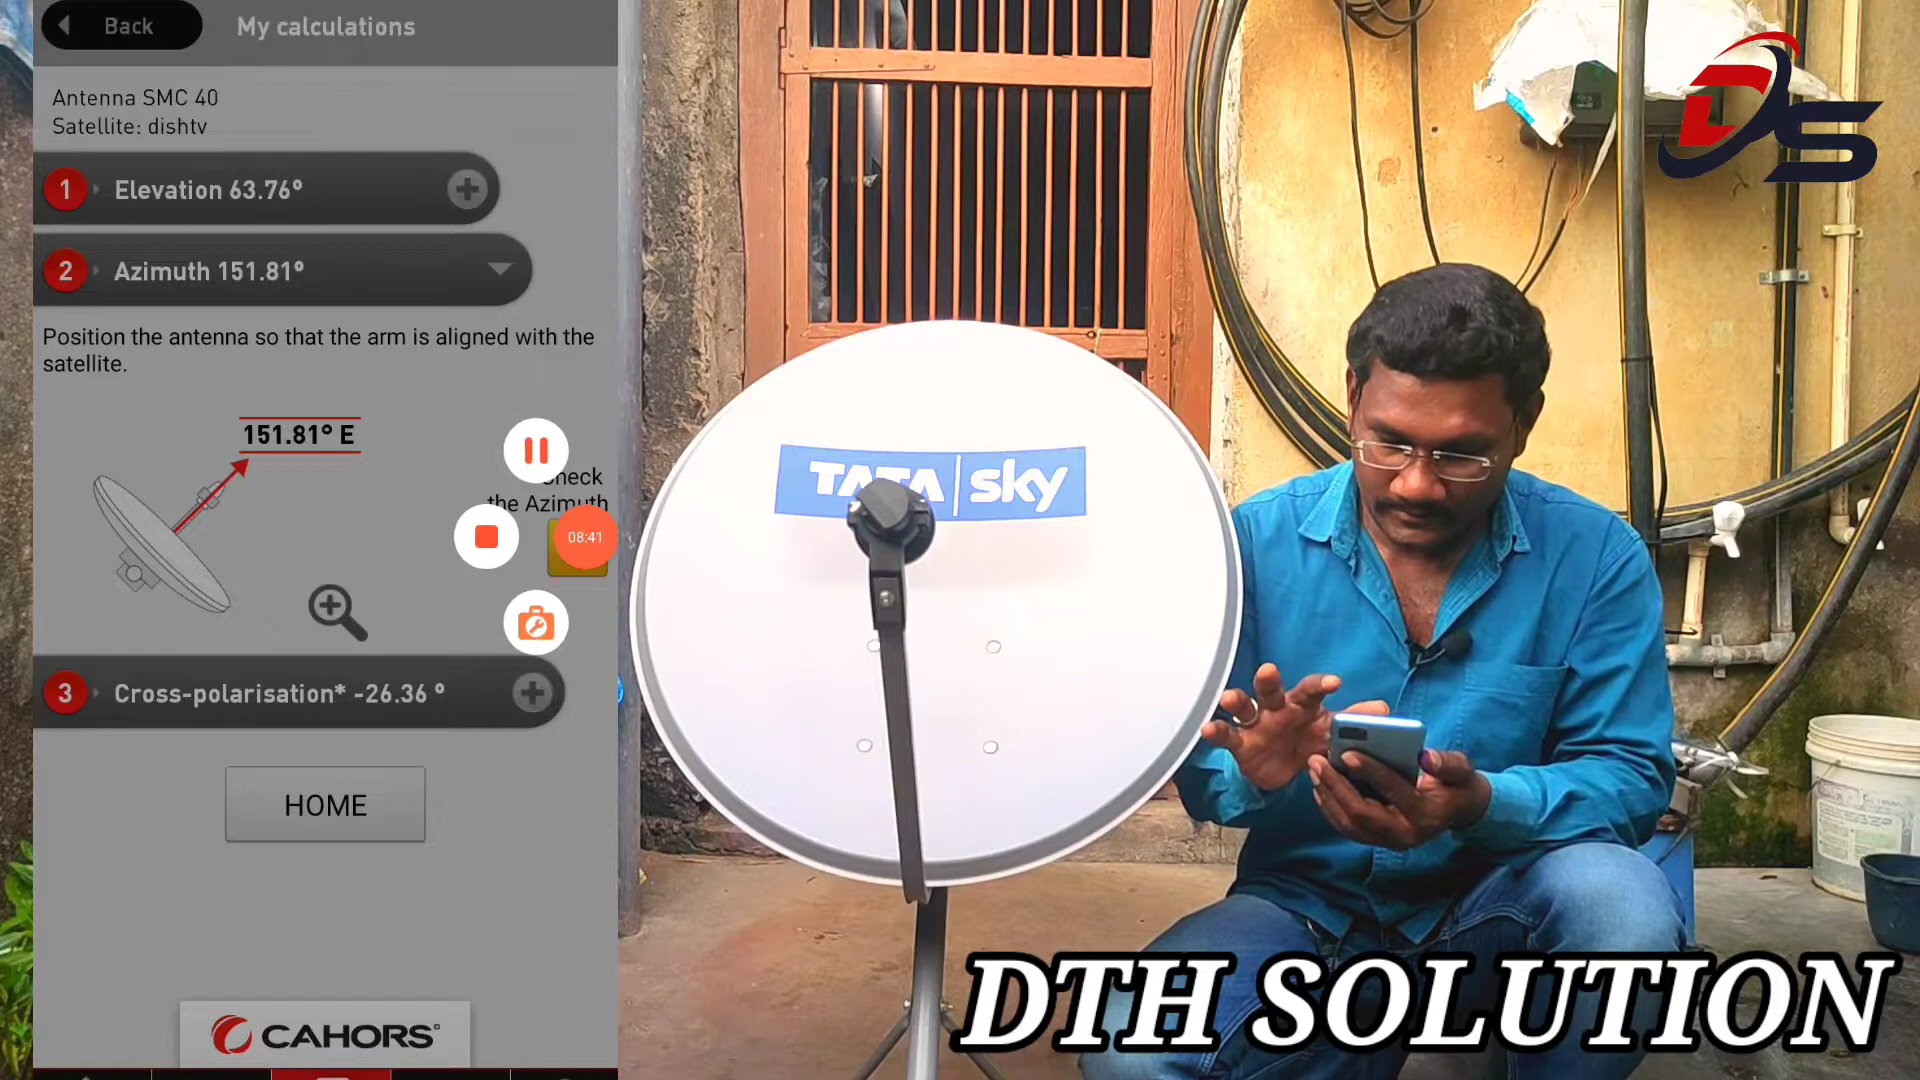 Back
My calculations
Antenna SMC 40
Satellite: dishtv
1 Elevation 63.76°
2 Azimuth 151.81°
Position the antenna so that the arm is aligned with the
satellite.
151.81° E
the Azimuth
08:41
3 Cross-polarisation* -26.36 °
HOME
CAHORS
TATA sky
DS
DTH SOLUTION